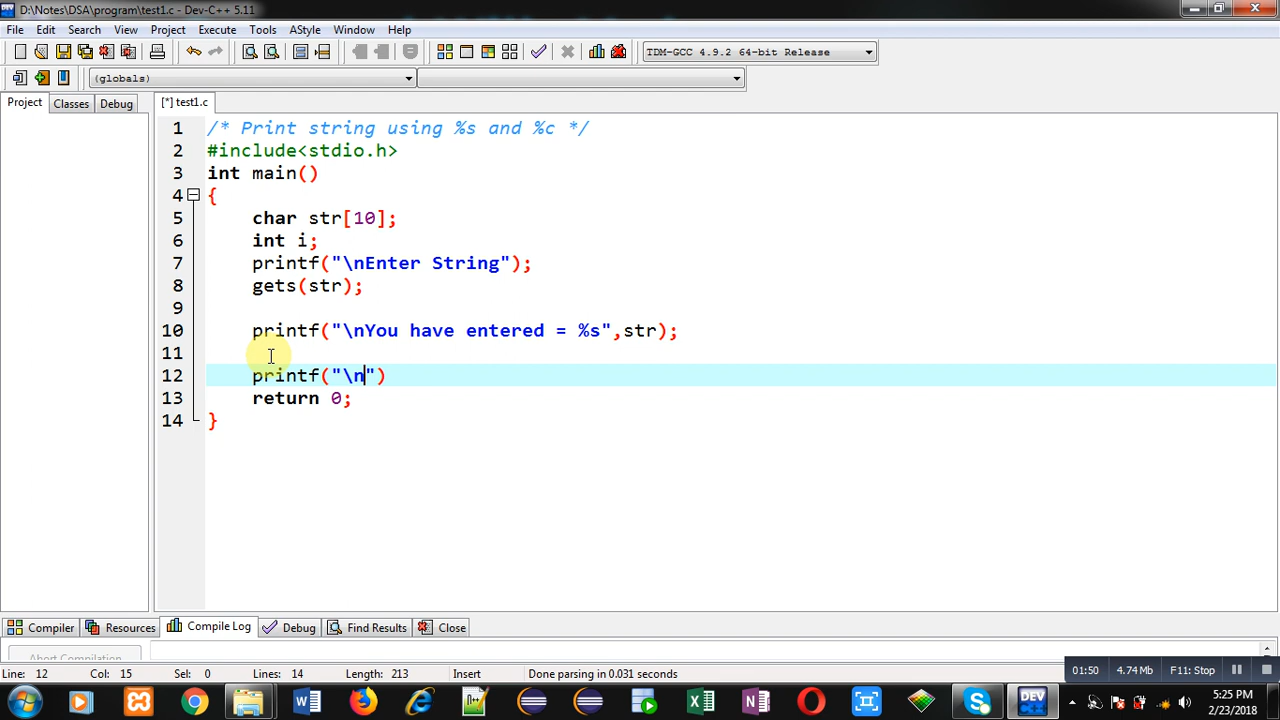 D:\Notes\DSA\program\test1.c - Dev-C++ 5.11
File Edit Search View Project Execute Tools AStyle Window Help
TDM-GCC 4.9.2 64-bit Release
(globals)
Project Classes Debug [*] test1.c
1 /* Print string using %s and %c */
2 #include<stdio.h>
3 int main()
4 {
5 char str[10];
6 int i;
7 printf("\nEnter String");
8 gets(str);
9
10 printf("\nYou have entered = %s",str);
11
12 printf("\n")
13 return 0;
14 }
Compiler Resources Compile Log Debug Find Results Close
Abort Compilation
Line: 12 Col: 15 Sel: 0 Lines: 14 Length: 213 Insert Done parsing in 0.031 seconds
01:50 4.74 Mb F11: Stop
5:25 PM
2/23/2018